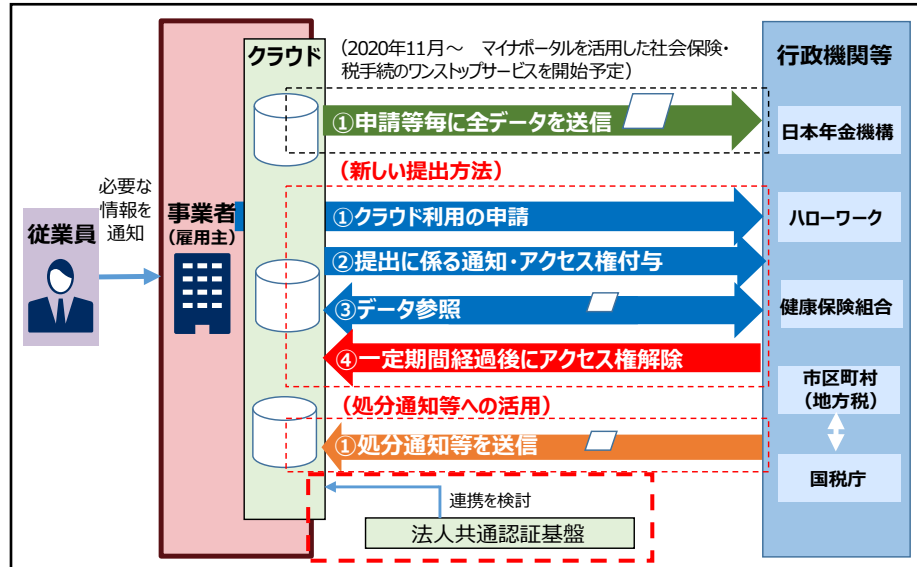 クラウド
(2020年11月～　マイナポータルを活用した社会保険・
税手続のワンストップサービスを開始予定)
行政機関等
①申請等毎に全データを送信
日本年金機構
(新しい提出方法)
必要な
情報を
通知
従業員
事業者
(雇用主)
①クラウド利用の申請
ハローワーク
②提出に係る通知・アクセス権付与
③データ参照
健康保険組合
④一定期間経過後にアクセス権解除
市区町村
(地方税)
(処分通知等への活用)
①処分通知等を送信
国税庁
連携を検討
法人共通認証基盤